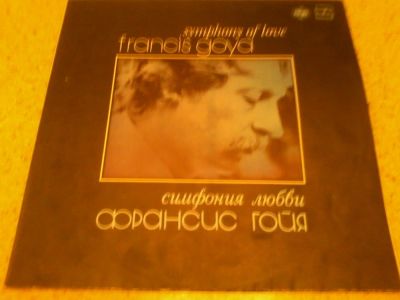 symphony of love
francis goya
симфония любви
франсис гойя